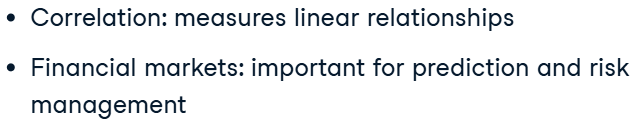 • Correlation: measures linear relationships
• Financial markets: important for prediction and risk
management